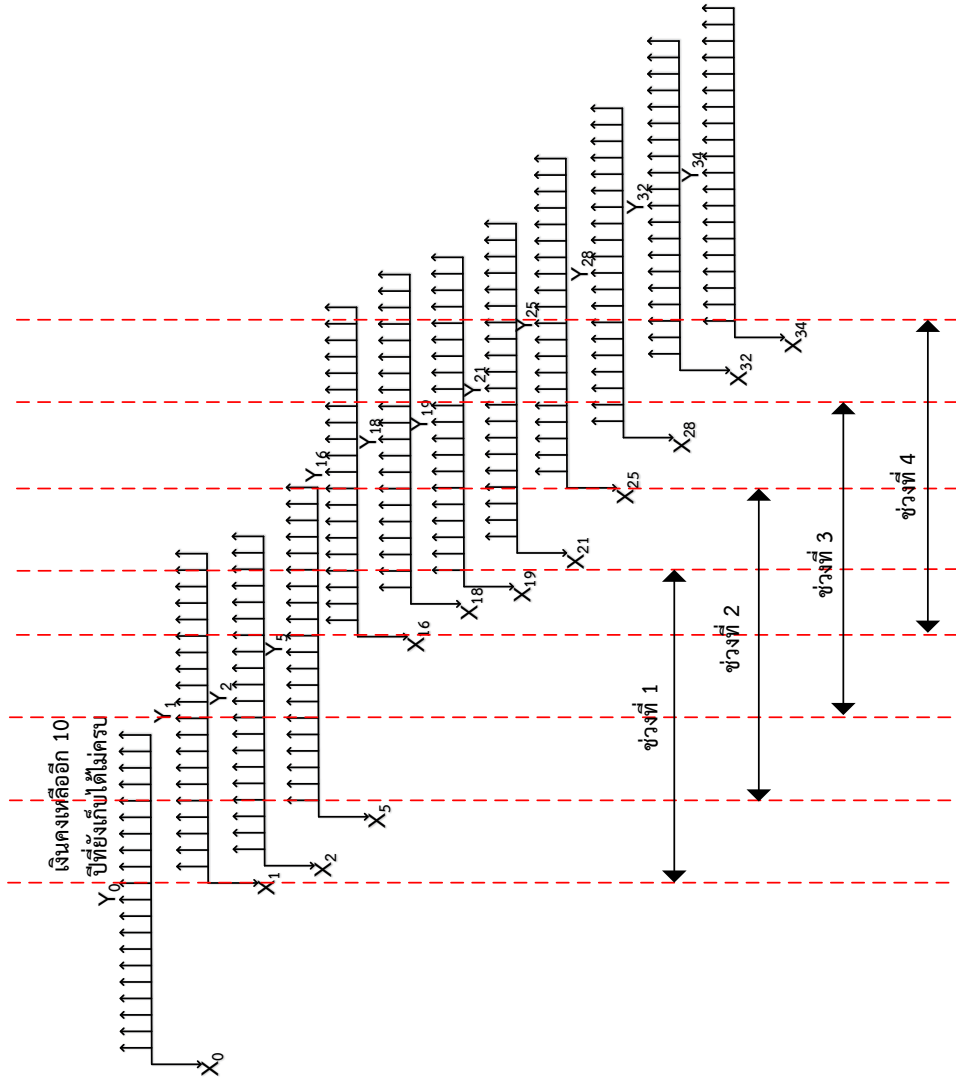 เงินคงเหลืออีก 10
ปีที่ยังเก็บได้ไม่ครบ
Y0
X0
Y1
X1
Y2
X2
Y5
X5
Y16
X16
Y18
X18
Y19
X19
Y21
X21
Y25
X25
Y28
X28
Y32
X32
Y34
X34
ช่วงที่ 1
ช่วงที่ 2
ช่วงที่ 3
ช่วงที่ 4